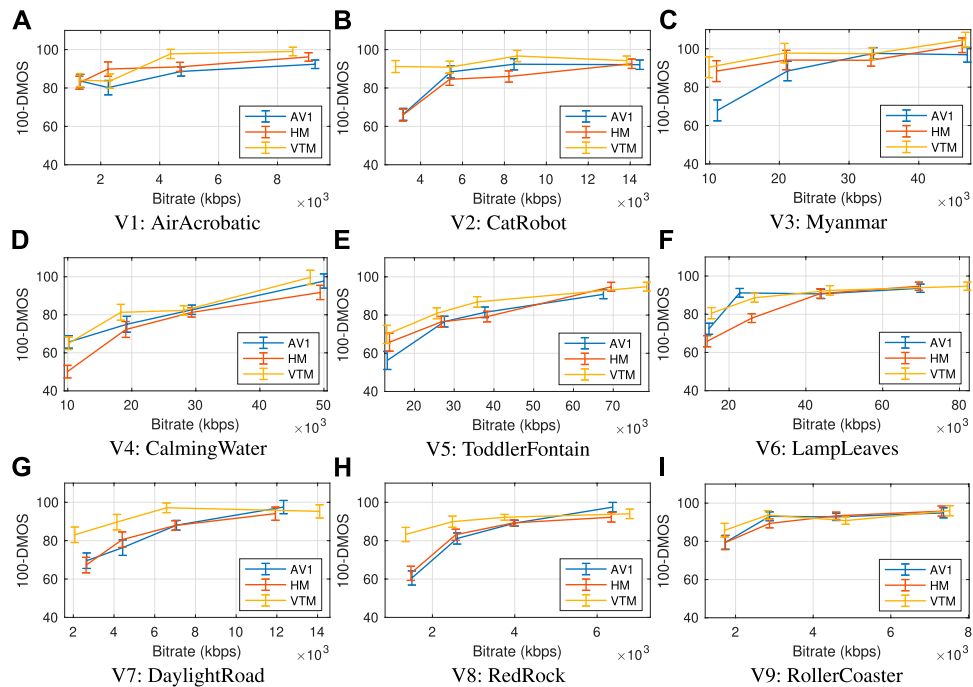 A
100-DMOS
100
80
60
40
AV1
HM
VTM
2 4 6 8
Bitrate (kbps)
×10³
V1: AirAcrobatic
B
100-DMOS
100
80
60
40
AV1
HM
VTM
4 6 8 10 12 14
Bitrate (kbps)
×10³
V2: CatRobot
C
100-DMOS
100
80
60
40
AV1
HM
VTM
10 20 30 40
Bitrate (kbps)
×10³
V3: Myanmar
D
100-DMOS
100
80
60
40
AV1
HM
VTM
10 20 30 40 50
Bitrate (kbps)
×10³
V4: CalmingWater
E
100-DMOS
100
80
60
40
AV1
HM
VTM
20 30 40 50 60 70
Bitrate (kbps)
×10³
V5: ToddlerFontain
F
100-DMOS
100
80
60
40
AV1
HM
VTM
20 40 60 80
Bitrate (kbps)
×10³
V6: LampLeaves
G
100-DMOS
100
80
60
40
AV1
HM
VTM
2 4 6 8 10 12 14
Bitrate (kbps)
×10³
V7: DaylightRoad
H
100-DMOS
100
80
60
40
AV1
HM
VTM
2 4 6
Bitrate (kbps)
×10³
V8: RedRock
I
100-DMOS
100
80
60
40
AV1
HM
VTM
2 4 6 8
Bitrate (kbps)
×10³
V9: RollerCoaster